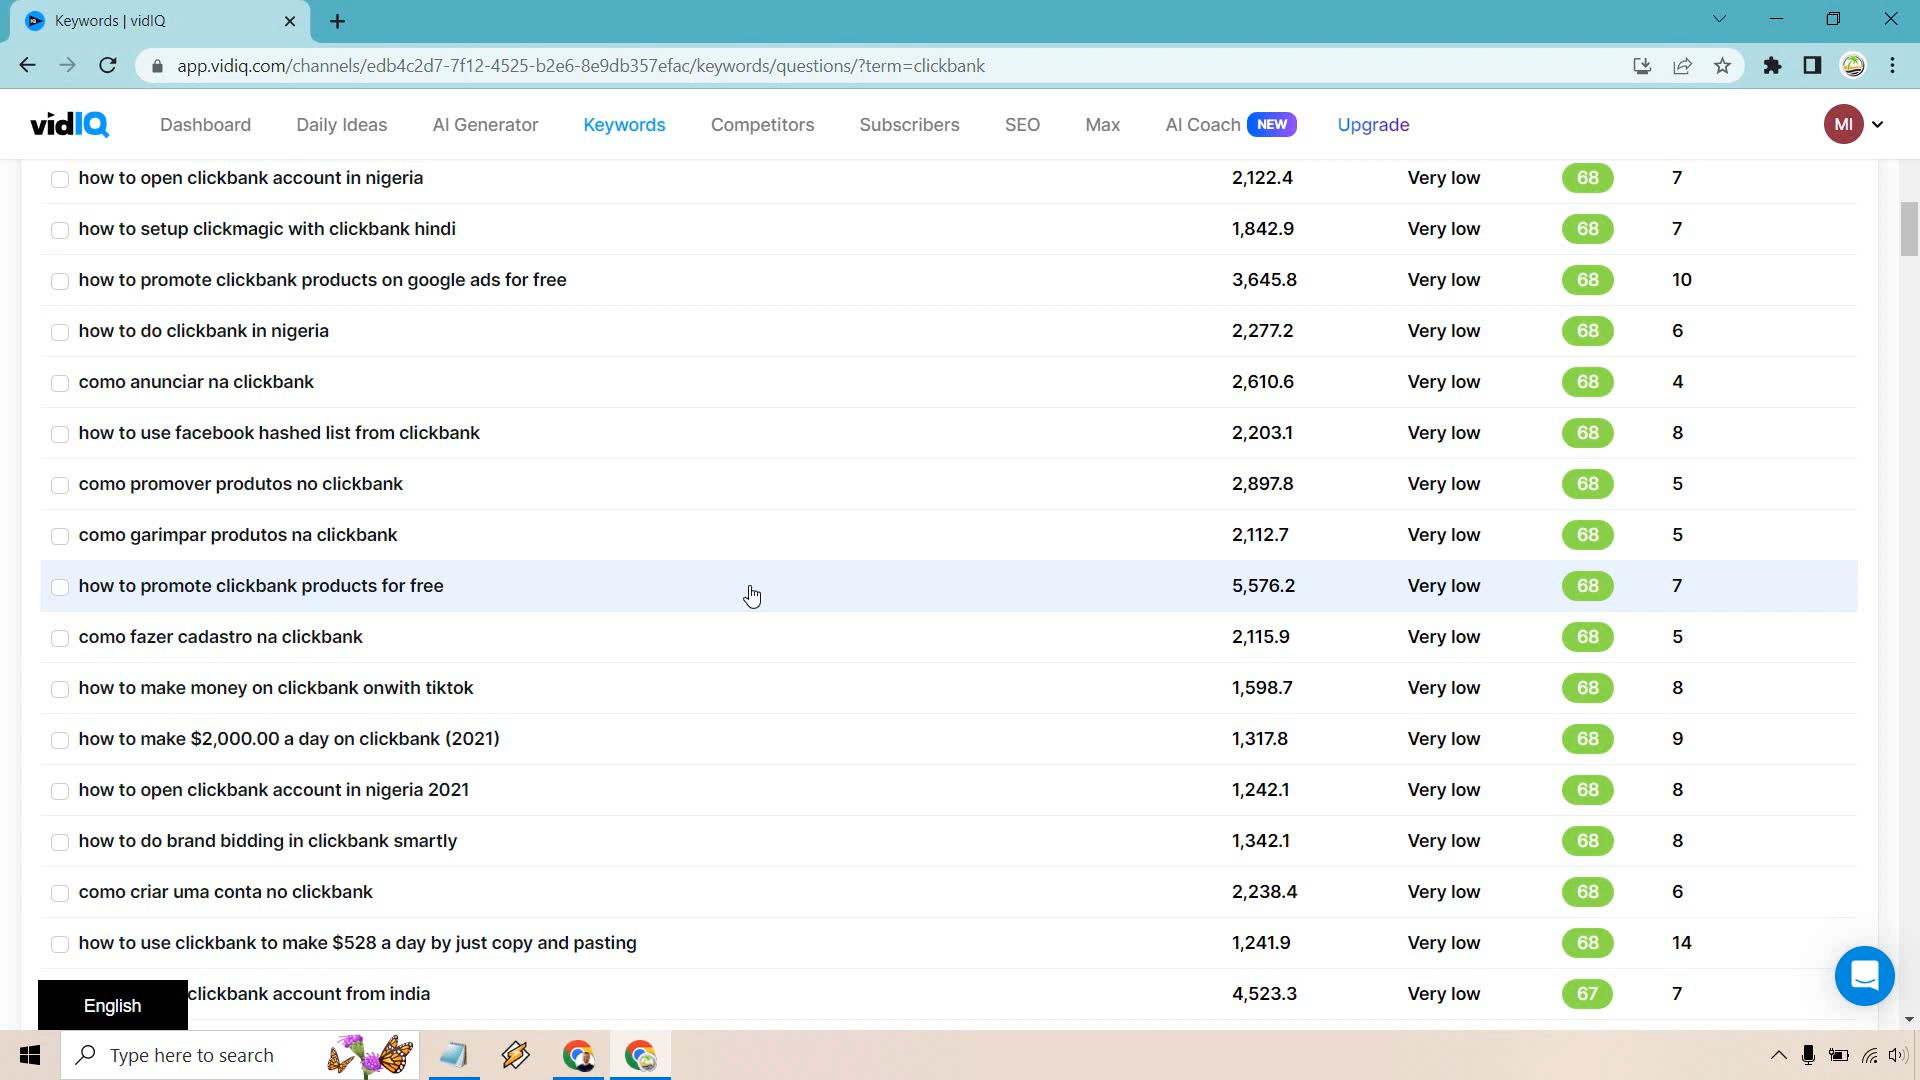 Keywords | vidIQ
app.vidiq.com/channels/edb4c2d7-7f12-4525-b2e6-8e9db357efac/keywords/questions/?term=clickbank
vidIQ Dashboard Daily Ideas AI Generator Keywords Competitors Subscribers SEO Max AI Coach NEW Upgrade MI
how to open clickbank account in nigeria 2,122.4 Very low 68 7
how to setup clickmagic with clickbank hindi 1,842.9 Very low 68 7
how to promote clickbank products on google ads for free 3,645.8 Very low 68 10
how to do clickbank in nigeria 2,277.2 Very low 68 6
como anunciar na clickbank 2,610.6 Very low 68 4
how to use facebook hashed list from clickbank 2,203.1 Very low 68 8
como promover produtos no clickbank 2,897.8 Very low 68 5
como garimpar produtos na clickbank 2,112.7 Very low 68 5
how to promote clickbank products for free 5,576.2 Very low 68 7
como fazer cadastro na clickbank 2,115.9 Very low 68 5
how to make money on clickbank onwith tiktok 1,598.7 Very low 68 8
how to make $2,000.00 a day on clickbank (2021) 1,317.8 Very low 68 9
how to open clickbank account in nigeria 2021 1,242.1 Very low 68 8
how to do brand bidding in clickbank smartly 1,342.1 Very low 68 8
como criar uma conta no clickbank 2,238.4 Very low 68 6
how to use clickbank to make $528 a day by just copy and pasting 1,241.9 Very low 68 14
clickbank account from india 4,523.3 Very low 67 7
English
Type here to search